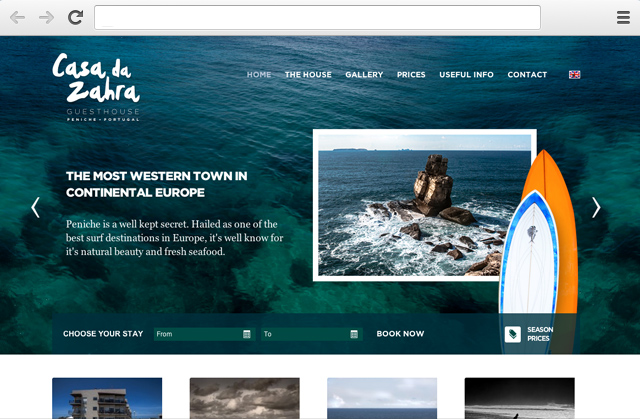 Casa da
Zahra
GUESTHOUSE
PENICHE • PORTUGAL
HOME THE HOUSE GALLERY PRICES USEFUL INFO CONTACT
THE MOST WESTERN TOWN IN
CONTINENTAL EUROPE
Peniche is a well kept secret. Hailed as one of the
best surf destinations in Europe, it's well know for
it's natural beauty and fresh seafood.
CHOOSE YOUR STAY From To BOOK NOW SEASON
PRICES